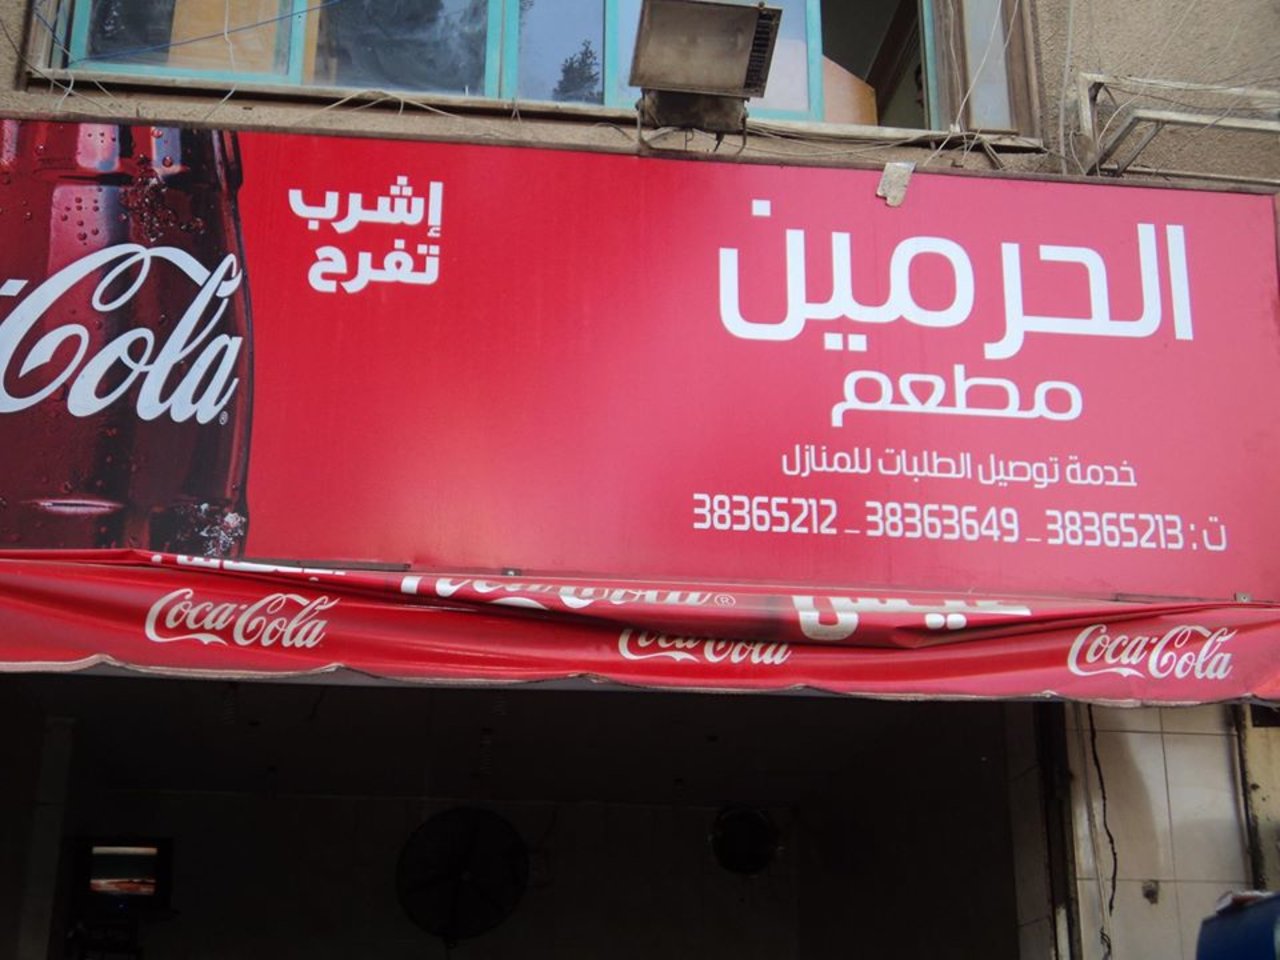 الحرمين
مطعم
خدمة توصيل الطلبات للمنازل
ت : 38365213 _ 38363649 _ 38365212
إشرب
تفرح
Cola
Coca-Cola
Coca-Cola
Coca-Cola